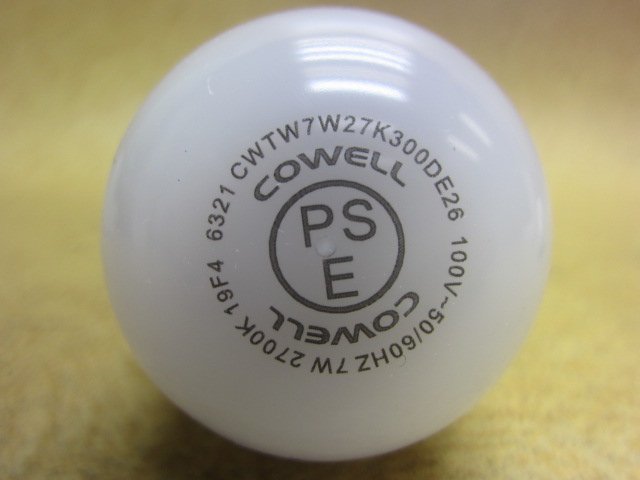 6321 CWTW7W27K300DE26 100V~50/60HZ 7W 2700K 19F4
COWELL
PS
E
COWELL